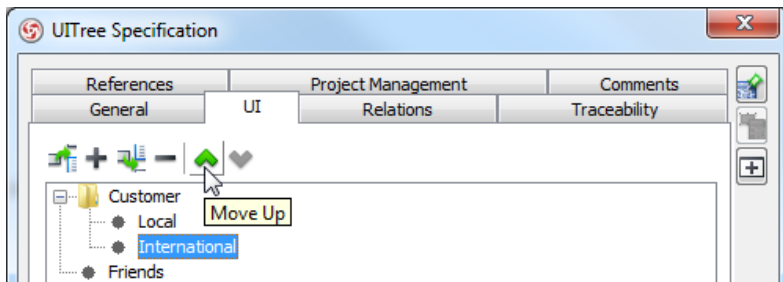 UITree Specification
References Project Management Comments
General UI Relations Traceability
Customer
Move Up
Local
International
Friends